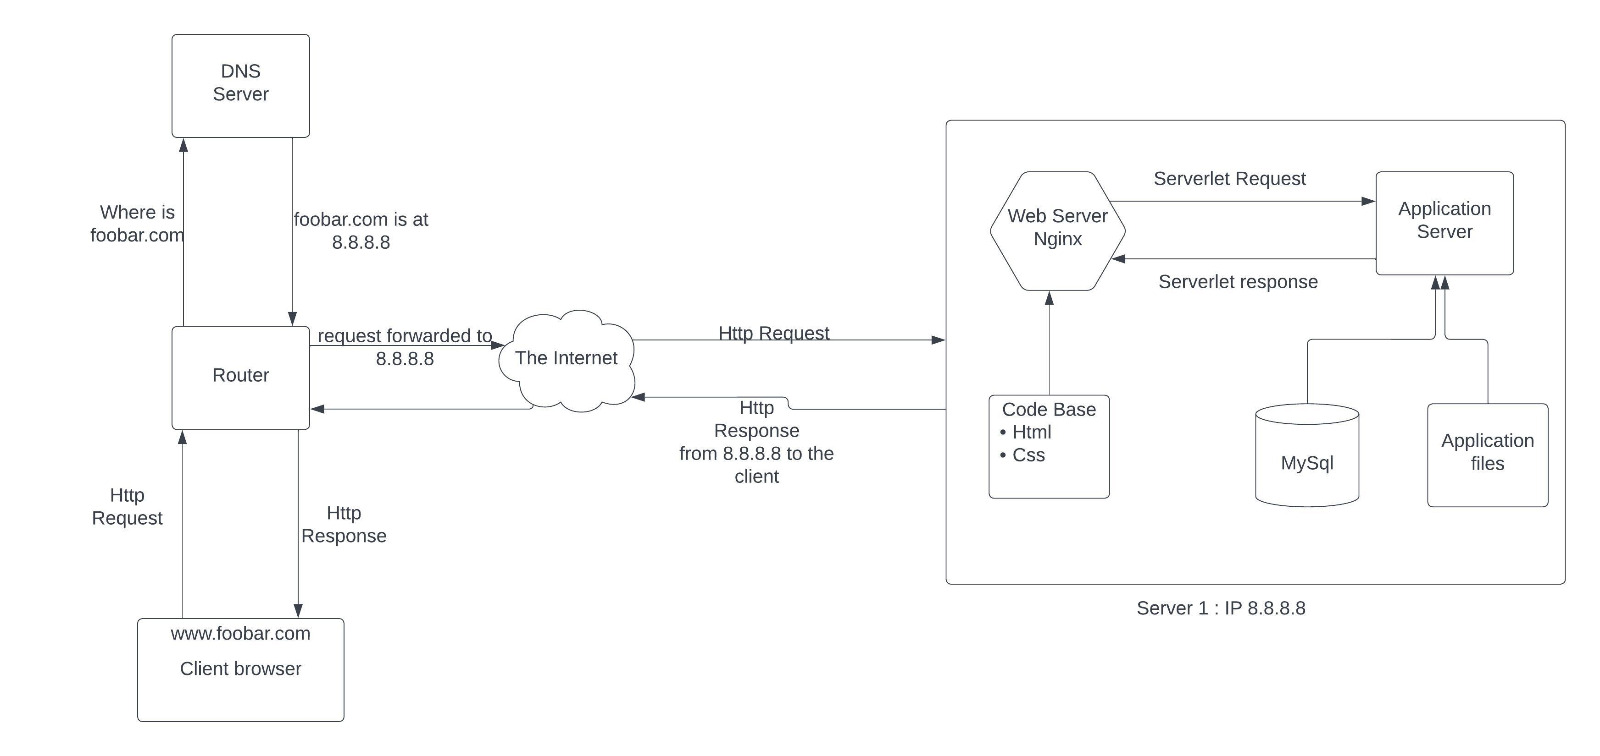 DNS
Server
Where is
foobar.com
foobar.com is at
8.8.8.8
request forwarded to
8.8.8.8
Router
The Internet
Http Request
Http
Response
from 8.8.8.8 to the
client
Http
Request
Http
Response
www.foobar.com
Client browser
Web Server
Nginx
Serverlet Request
Serverlet response
Application
Server
Code Base
• Html
• Css
MySql
Application
files
Server 1 : IP 8.8.8.8